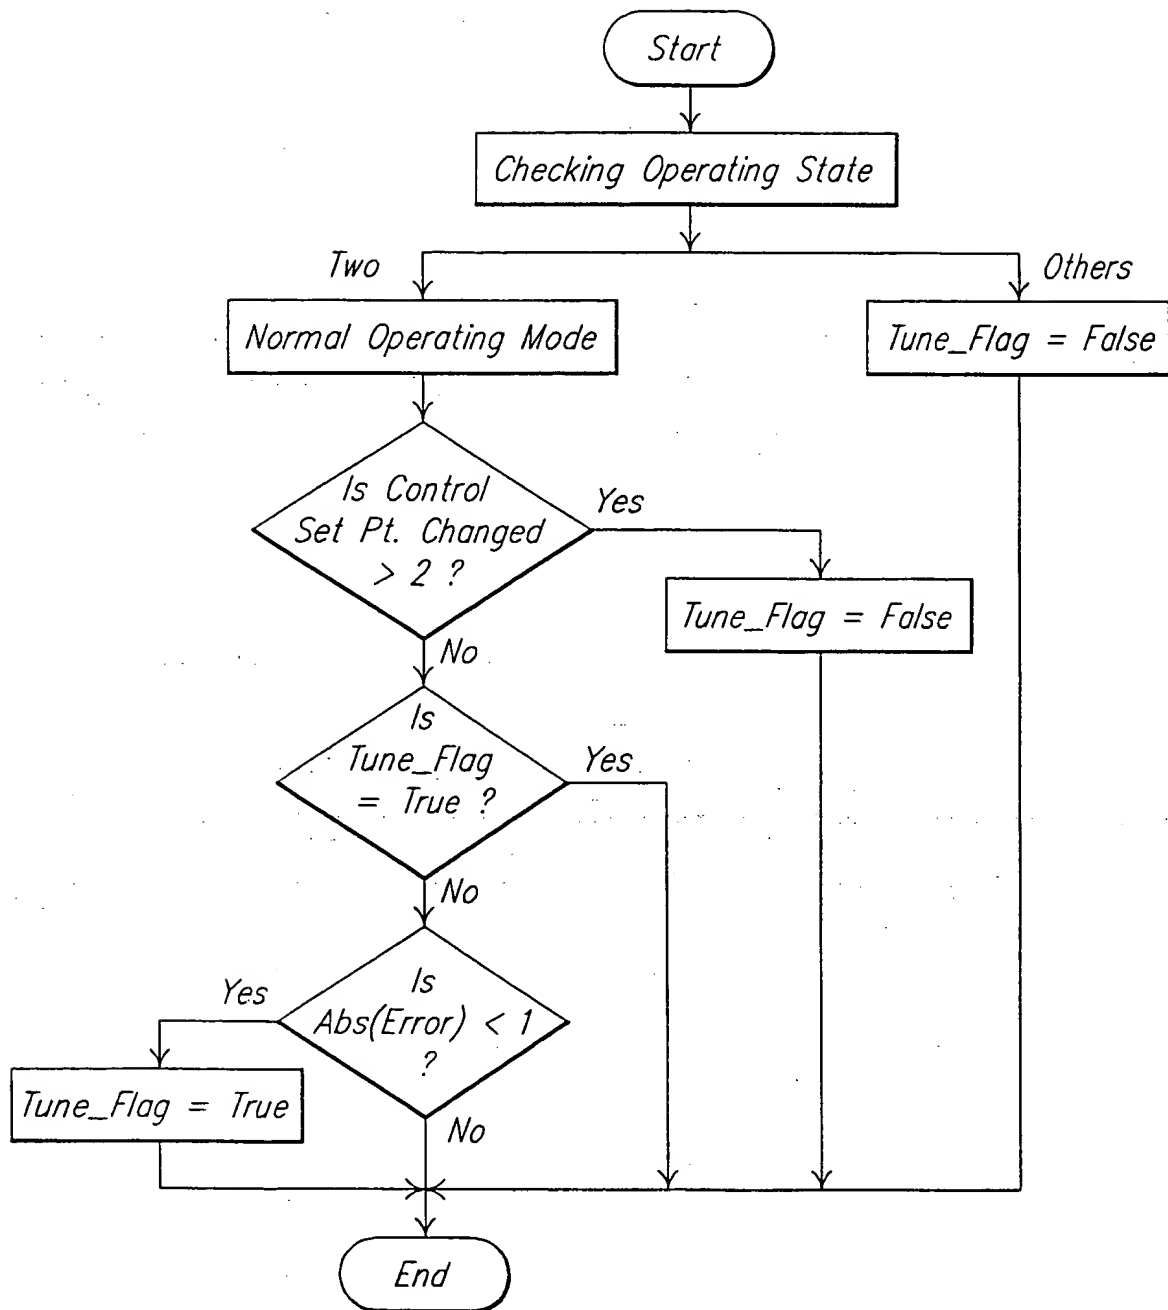 Start
Checking Operating State
Two
Others
Normal Operating Mode
Tune_Flag = False
Is Control
Set Pt. Changed
> 2 ?
Yes
Tune_Flag = False
No
Is
Tune_Flag
= True ?
Yes
No
Is
Abs(Error) < 1
?
Yes
Tune_Flag = True
No
End